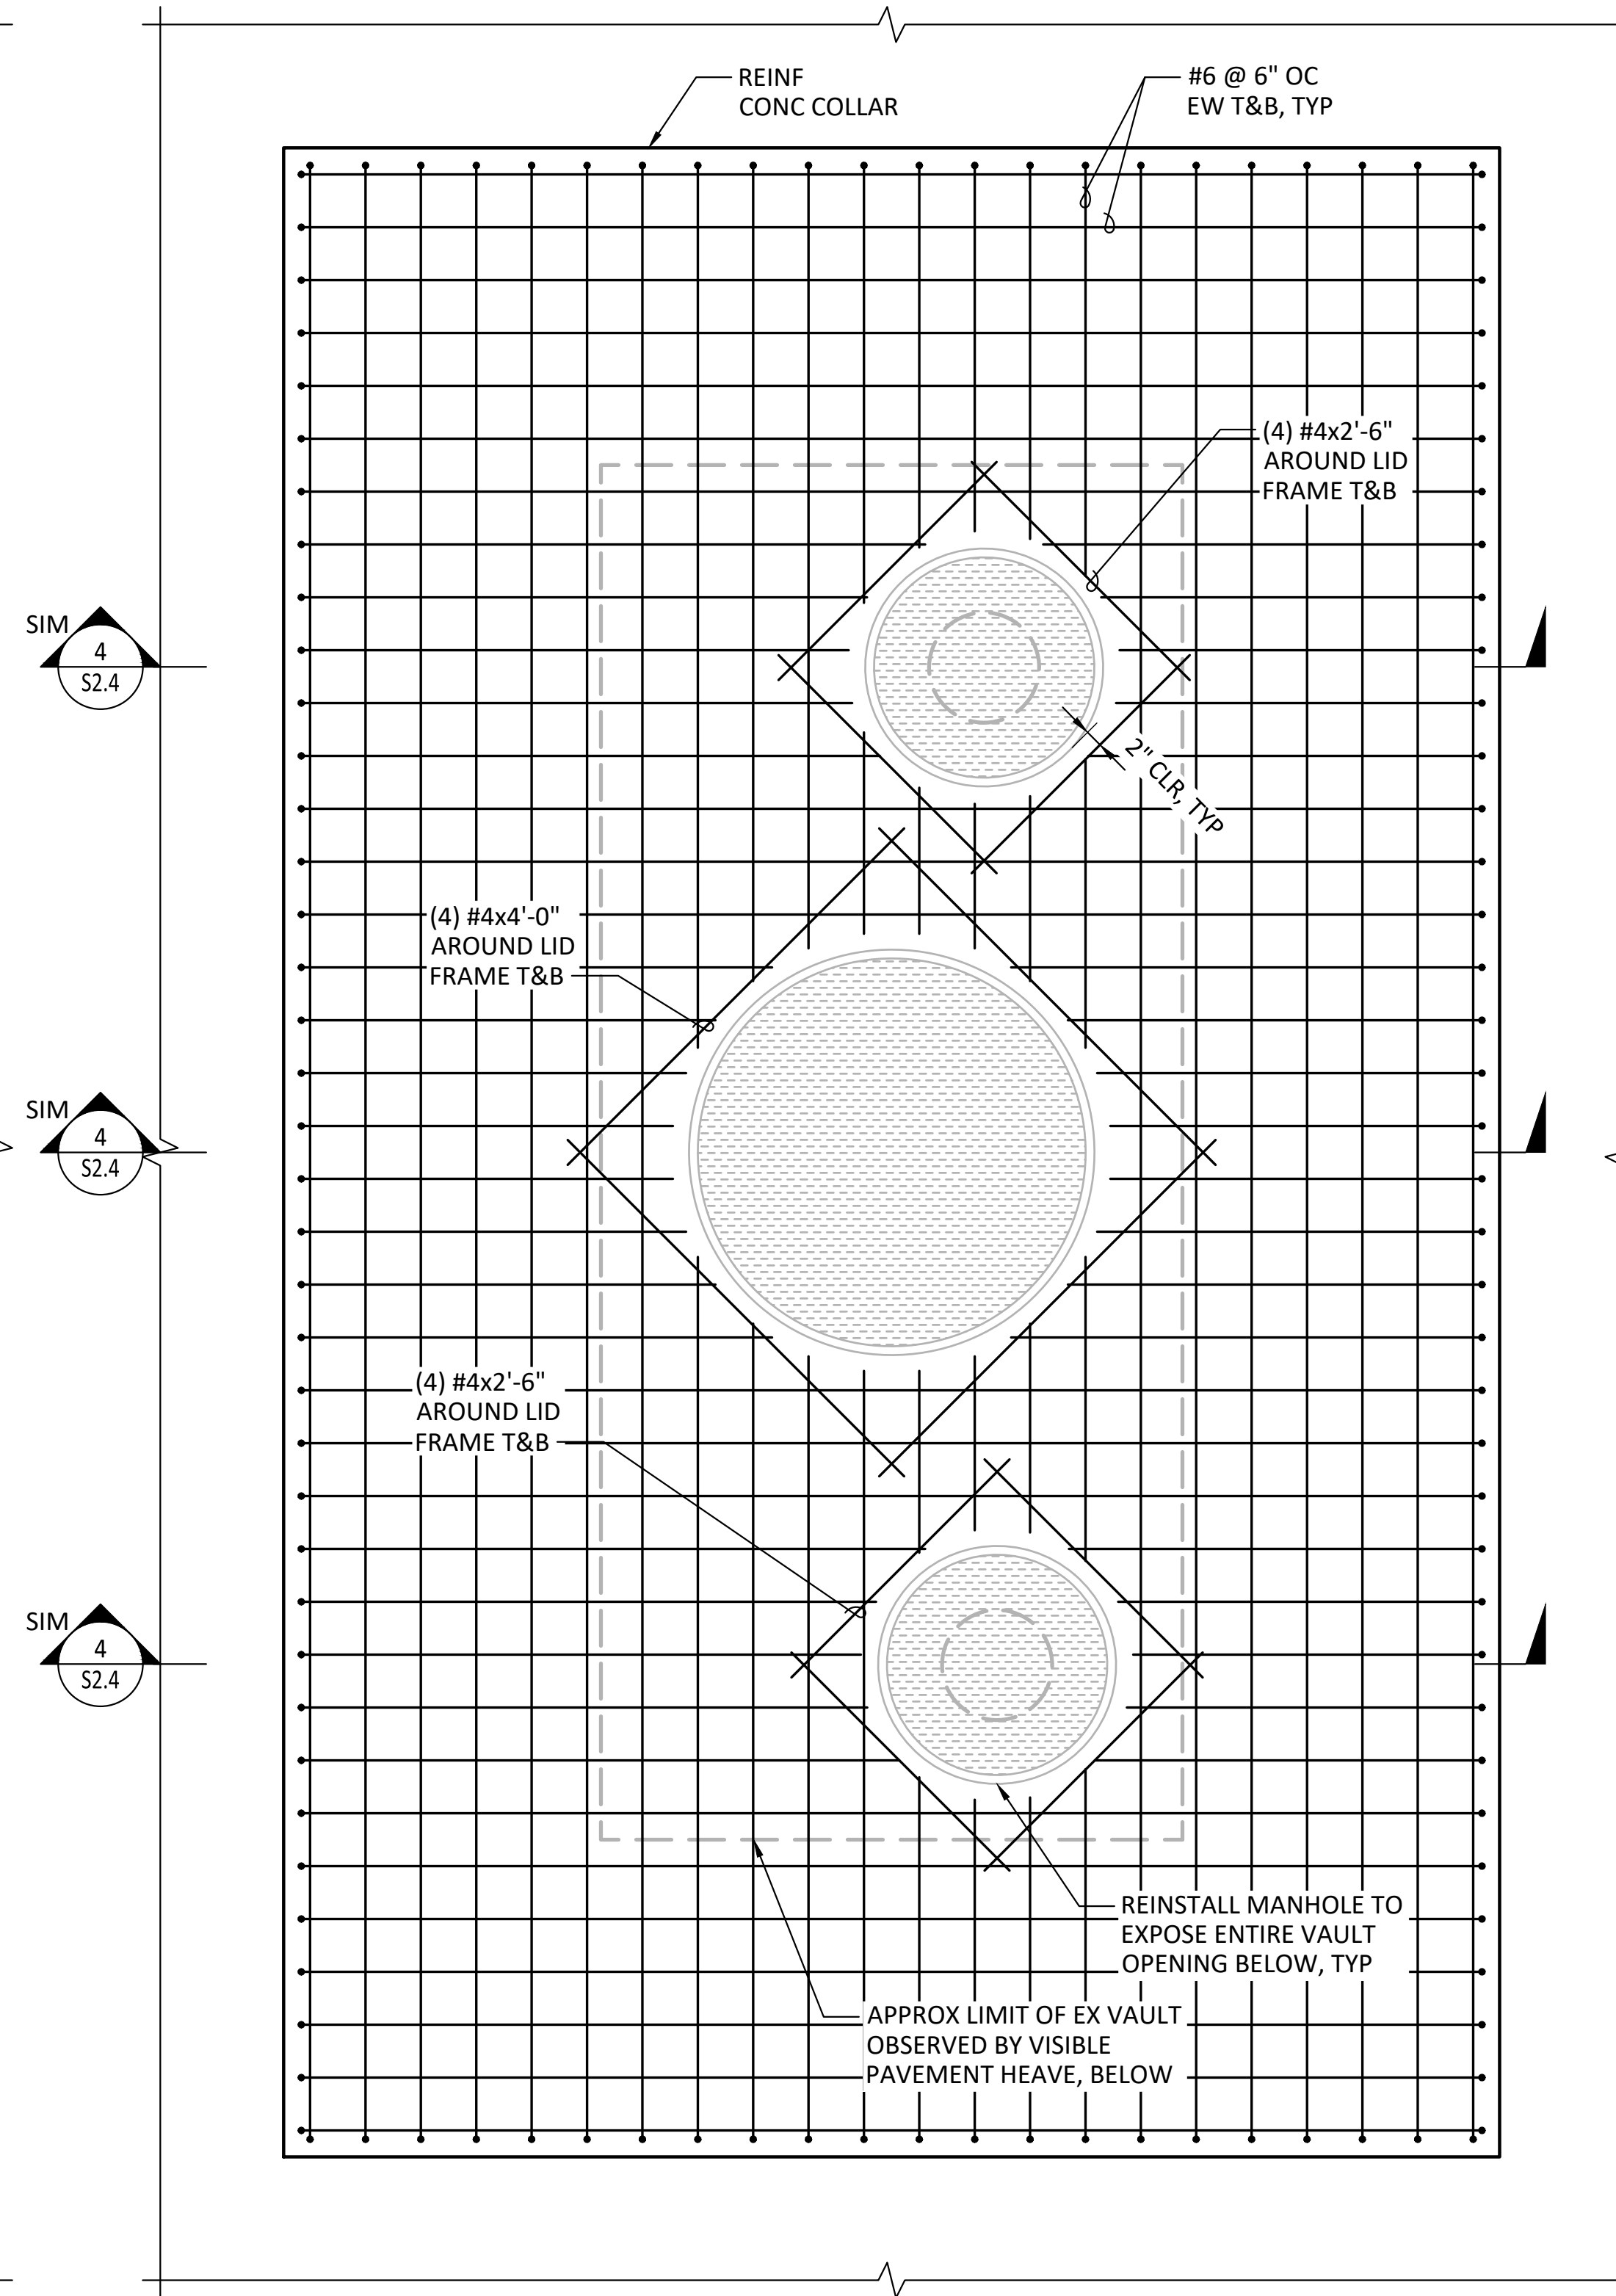 REINF
CONC COLLAR
#6 @ 6" OC
EW T&B, TYP
(4) #4x2'-6"
AROUND LID
FRAME T&B
SIM
4
S2.4
2" CLR, TYP
(4) #4x4'-0"
AROUND LID
FRAME T&B
SIM
4
S2.4
(4) #4x2'-6"
AROUND LID
FRAME T&B
SIM
4
S2.4
REINSTALL MANHOLE TO
EXPOSE ENTIRE VAULT
OPENING BELOW, TYP
APPROX LIMIT OF EX VAULT
OBSERVED BY VISIBLE
PAVEMENT HEAVE, BELOW